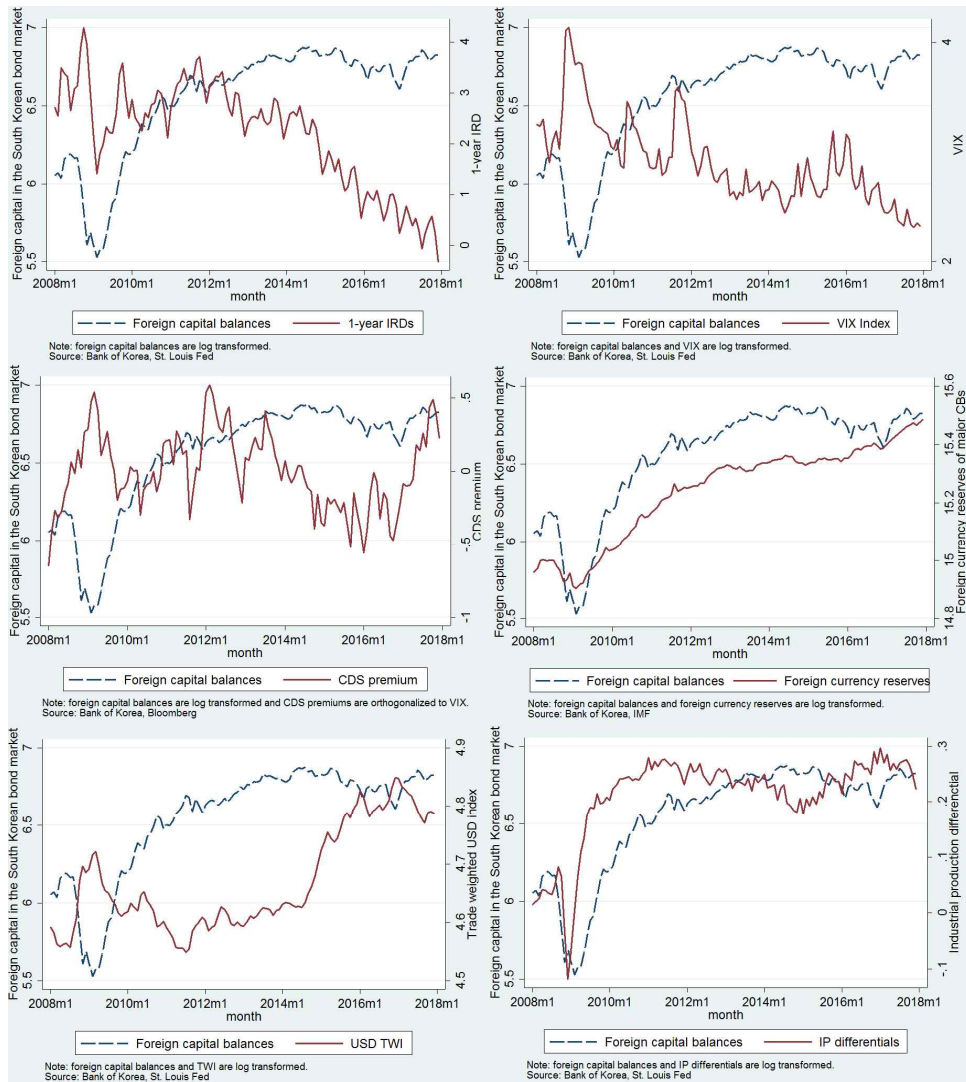 Foreign capital in the South Korean bond market
5.5 6 6.5 7
0 1 2 3 4
1-year IRD
2008m1 2010m1 2012m1 2014m1 2016m1 2018m1
month
Foreign capital balances 1-year IRDs
Note: foreign capital balances are log transformed.
Source: Bank of Korea, St. Louis Fed
Foreign capital in the South Korean bond market
5.5 6 6.5 7
2 4
VIX
2008m1 2010m1 2012m1 2014m1 2016m1 2018m1
month
Foreign capital balances VIX Index
Note: foreign capital balances and VIX are log transformed.
Source: Bank of Korea, St. Louis Fed
Foreign capital in the South Korean bond market
5.5 6 6.5 7
-1 -.5 0 .5
CDS premium
2008m1 2010m1 2012m1 2014m1 2016m1 2018m1
month
Foreign capital balances CDS premium
Note: foreign capital balances are log transformed and CDS premiums are orthogonalized to VIX.
Source: Bank of Korea, Bloomberg
Foreign capital in the South Korean bond market
5.5 6 6.5 7
14.8 15 15.2 15.4 15.6
Foreign currency reserves of major CBs
2008m1 2010m1 2012m1 2014m1 2016m1 2018m1
month
Foreign capital balances Foreign currency reserves
Note: foreign capital balances and foreign currency reserves are log transformed.
Source: Bank of Korea, IMF
Foreign capital in the South Korean bond market
5.5 6 6.5 7
4.5 4.6 4.7 4.8 4.9
Trade weighted USD index
2008m1 2010m1 2012m1 2014m1 2016m1 2018m1
month
Foreign capital balances USD TWI
Note: foreign capital balances and TWI are log transformed.
Source: Bank of Korea, St. Louis Fed
Foreign capital in the South Korean bond market
5.5 6 6.5 7
-.1 0 .1 .2 .3
Industrial production differencial
2008m1 2010m1 2012m1 2014m1 2016m1 2018m1
month
Foreign capital balances IP differentials
Note: foreign capital balances and IP differentials are log transformed.
Source: Bank of Korea, St. Louis Fed